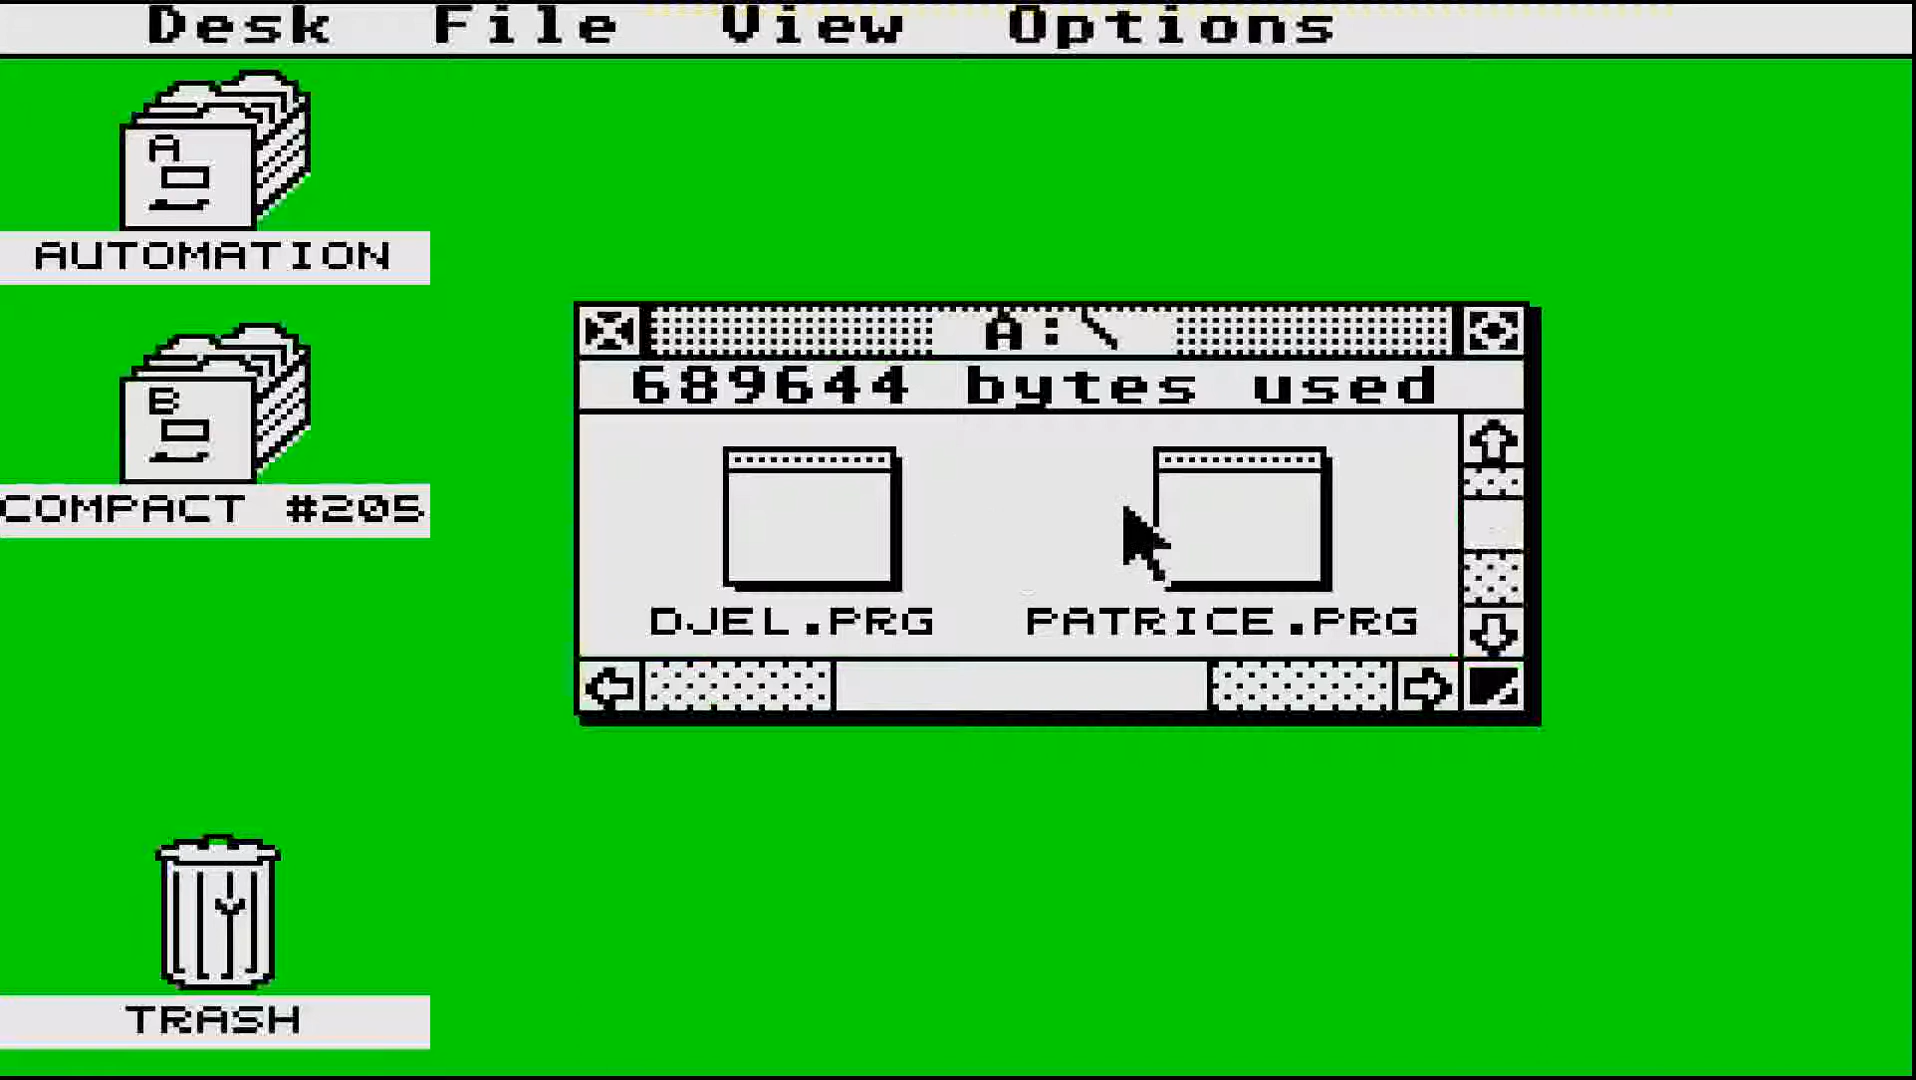 Desk File View Options
A
AUTOMATION
B
COMPACT #205
A:\
689644 bytes used
DJEL.PRG PATRICE.PRG
TRASH